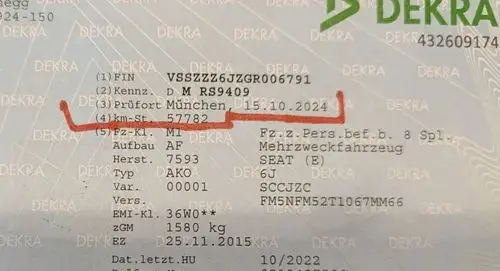 924-150
DEKRA
432609174
(1) FIN VSSZZZ6JZGR006791
(2) Kennz. D M RS9409
(3) Prüfort München, 15.10.2024
(4) km-St. 57782
(5) Fz-Kl. M1 Fz.z.Pers.bef.b. 8 Spl.
Aufbau AF Mehrzweckfahrzeug
Herst. 7593 SEAT (E)
Typ AKO 6J
Var. 00001 SCCJZC
Vers. FM5NFM52T1067MM66
EMI-Kl. 36W0**
zGM 1580 kg
EZ 25.11.2015
Dat.letzt.HU 10/2022